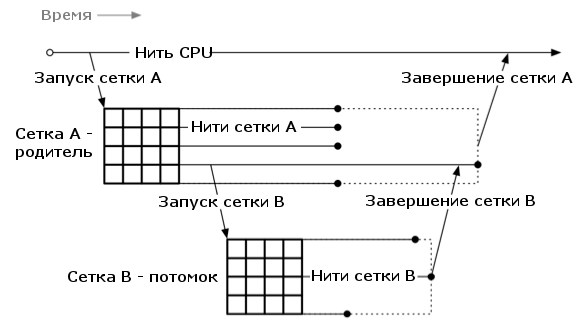 Время
Нить CPU
Запуск сетки A
Завершение сетки A
Сетка A -
родитель
Нити сетки A
Запуск сетки B
Завершение сетки B
Сетка B - потомок
Нити сетки B